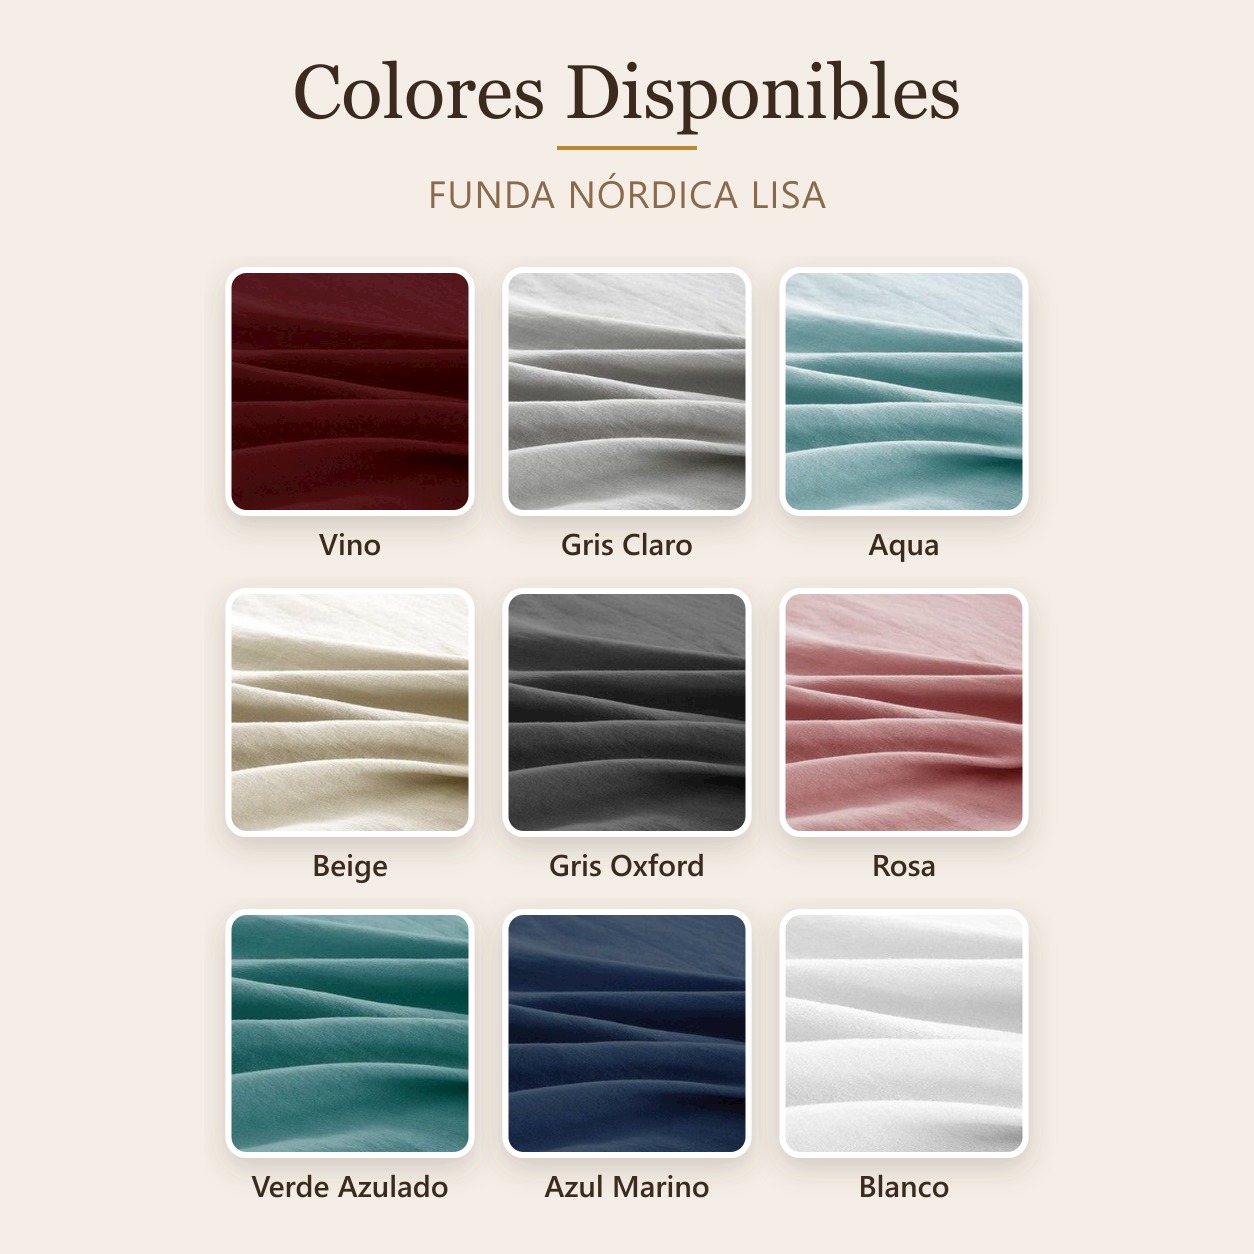 Colores Disponibles
FUNDA NÓRDICA LISA
Vino
Gris Claro
Aqua
Beige
Gris Oxford
Rosa
Verde Azulado
Azul Marino
Blanco